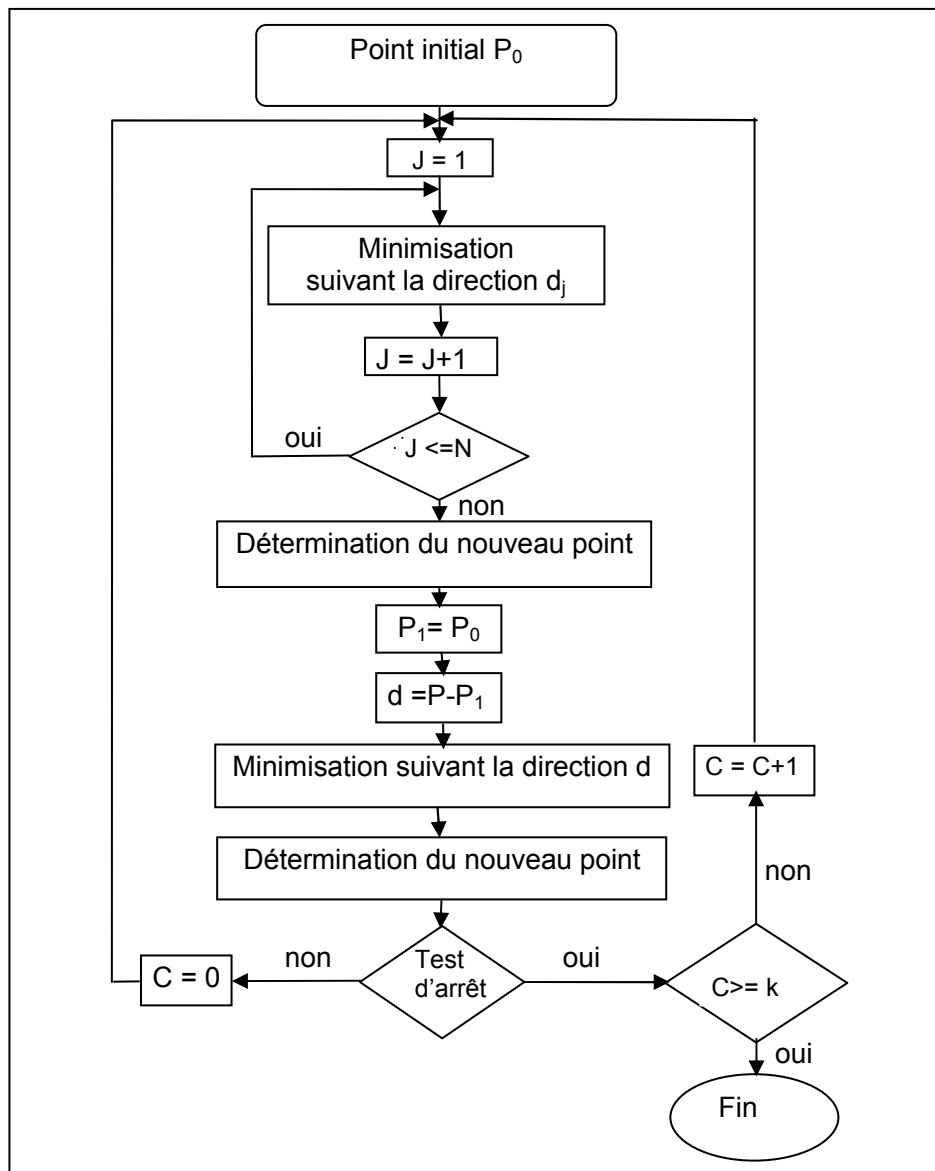 Point initial P₀
J = 1
Minimisation
suivant la direction dⱼ
J = J+1
J <=N
oui
non
Détermination du nouveau point
P₁= P₀
d =P-P₁
Minimisation suivant la direction d
C = C+1
Détermination du nouveau point
non
Test
d'arrêt
non
C = 0
oui
C>= k
oui
Fin